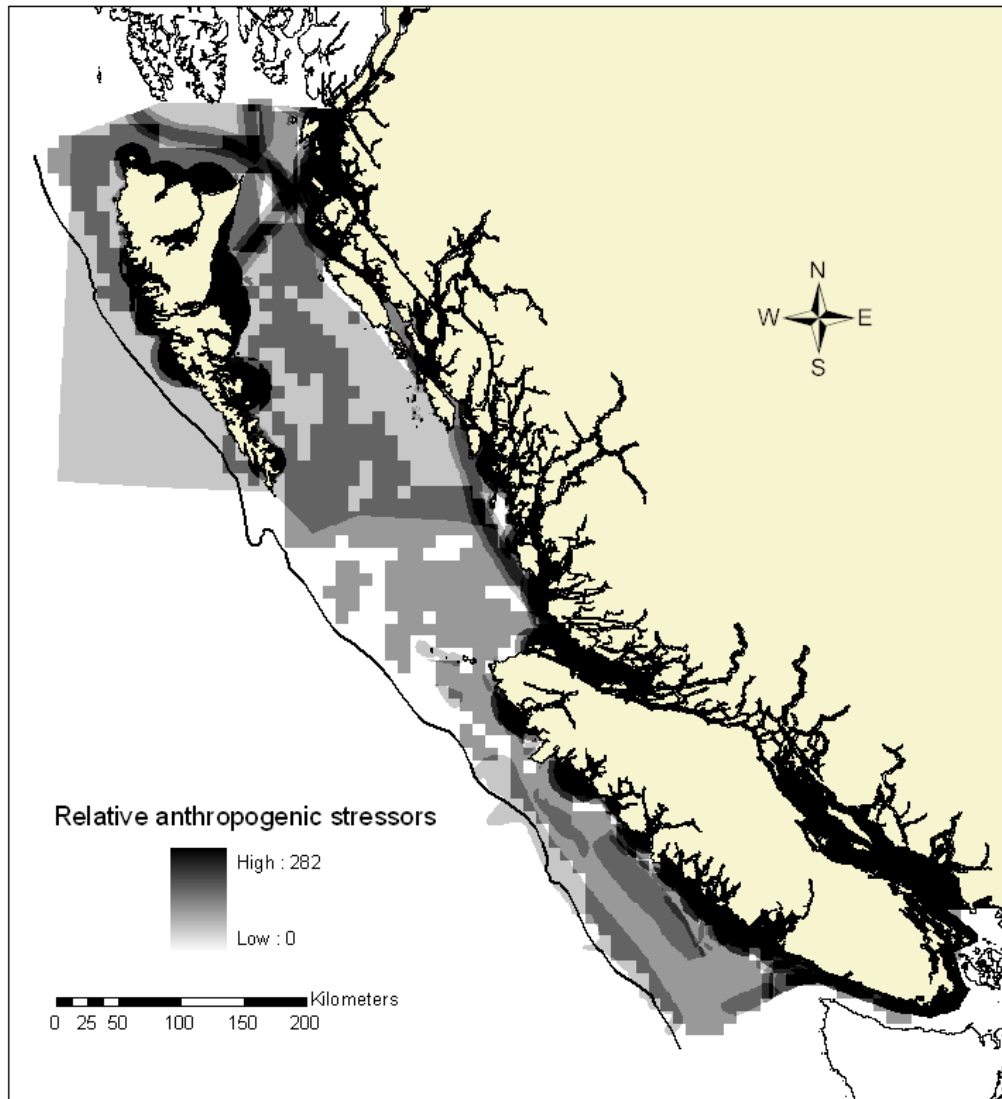 N
W E
S
Relative anthropogenic stressors
High : 282
Low : 0
Kilometers
0 25 50 100 150 200